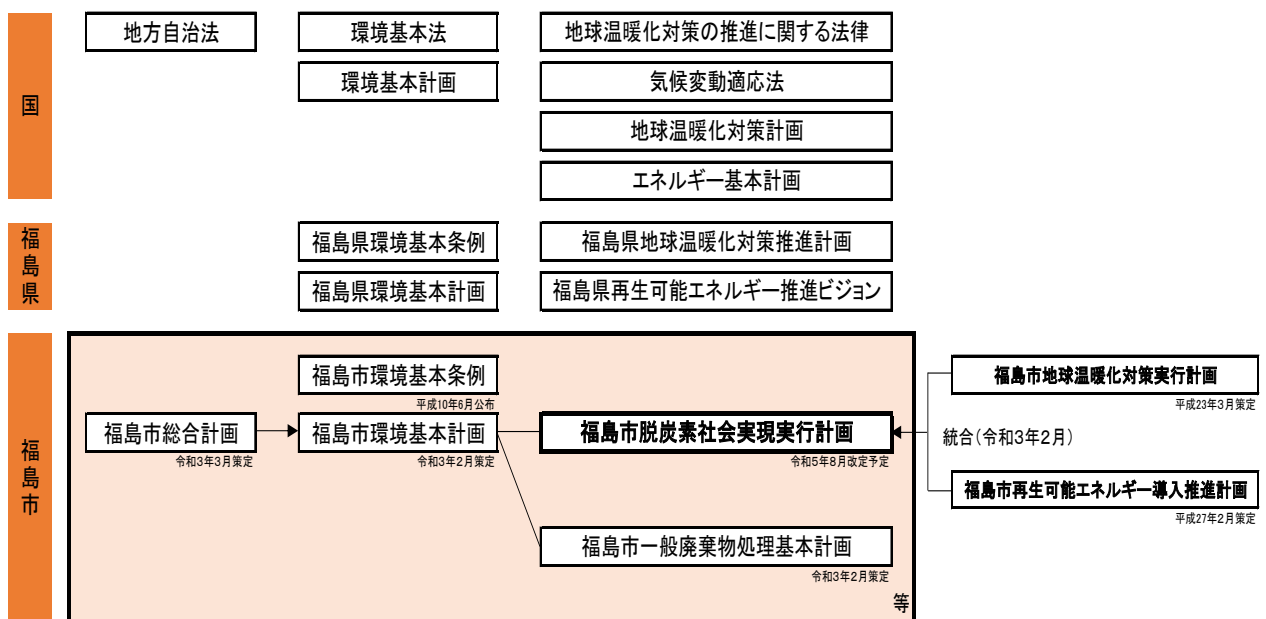 国
地方自治法
環境基本法
地球温暖化対策の推進に関する法律
環境基本計画
気候変動適応法
地球温暖化対策計画
エネルギー基本計画
福島県
福島県環境基本条例
福島県地球温暖化対策推進計画
福島県環境基本計画
福島県再生可能エネルギー推進ビジョン
福島市
福島市環境基本条例
平成10年6月公布
福島市総合計画
令和3年3月策定
福島市環境基本計画
令和3年2月策定
福島市脱炭素社会実現実行計画
令和5年8月改定予定
福島市一般廃棄物処理基本計画
令和3年2月策定
等
福島市地球温暖化対策実行計画
平成23年3月策定
統合(令和3年2月)
福島市再生可能エネルギー導入推進計画
平成27年2月策定